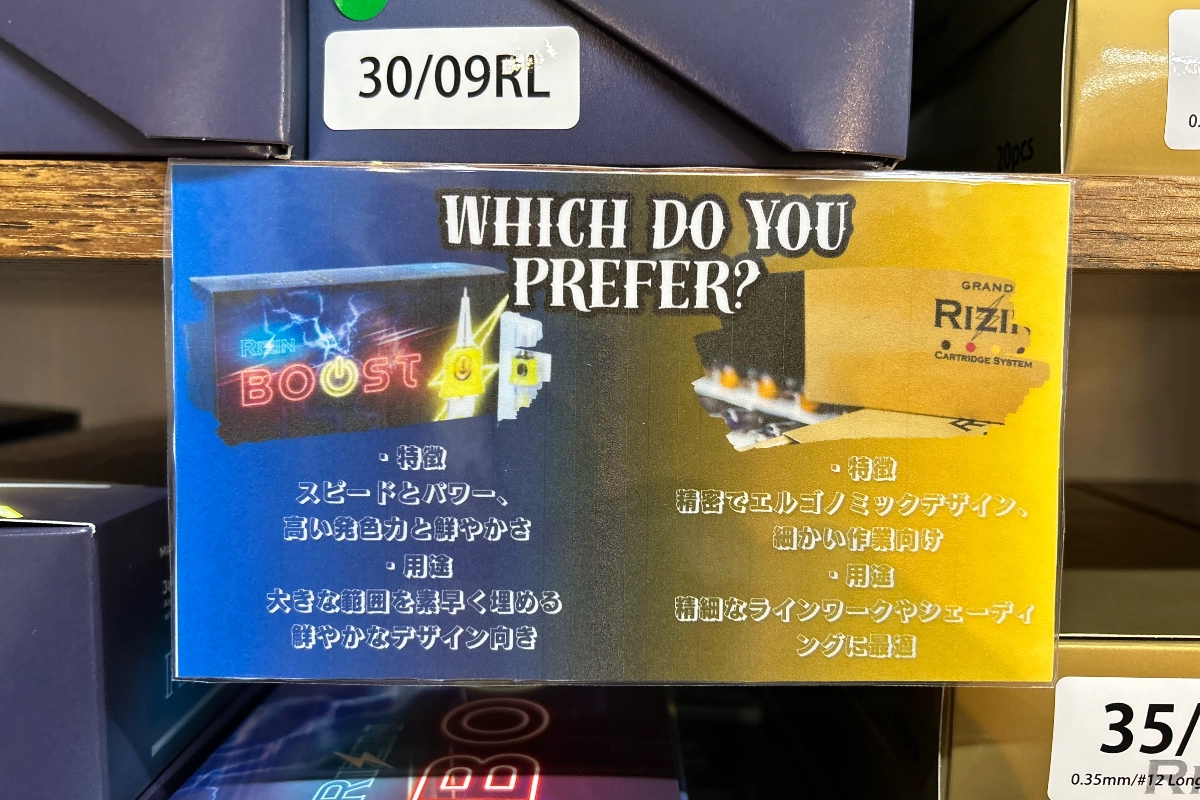 30/09RL
20pcs
WHICH DO YOU
PREFER?
RIZIN
BOOST
GRAND
RIZI
CARTRIDGE SYSTEM
・特徴
スピードとパワー、
高い発色力と鮮やかさ
・用途
大きな範囲を素早く埋める
鮮やかなデザイン向き
・特徴
精密でエルゴノミックデザイン、
細かい作業向け
・用途
精細なラインワークやシェーディ
ングに最適
35/
0.35mm/#12 Long